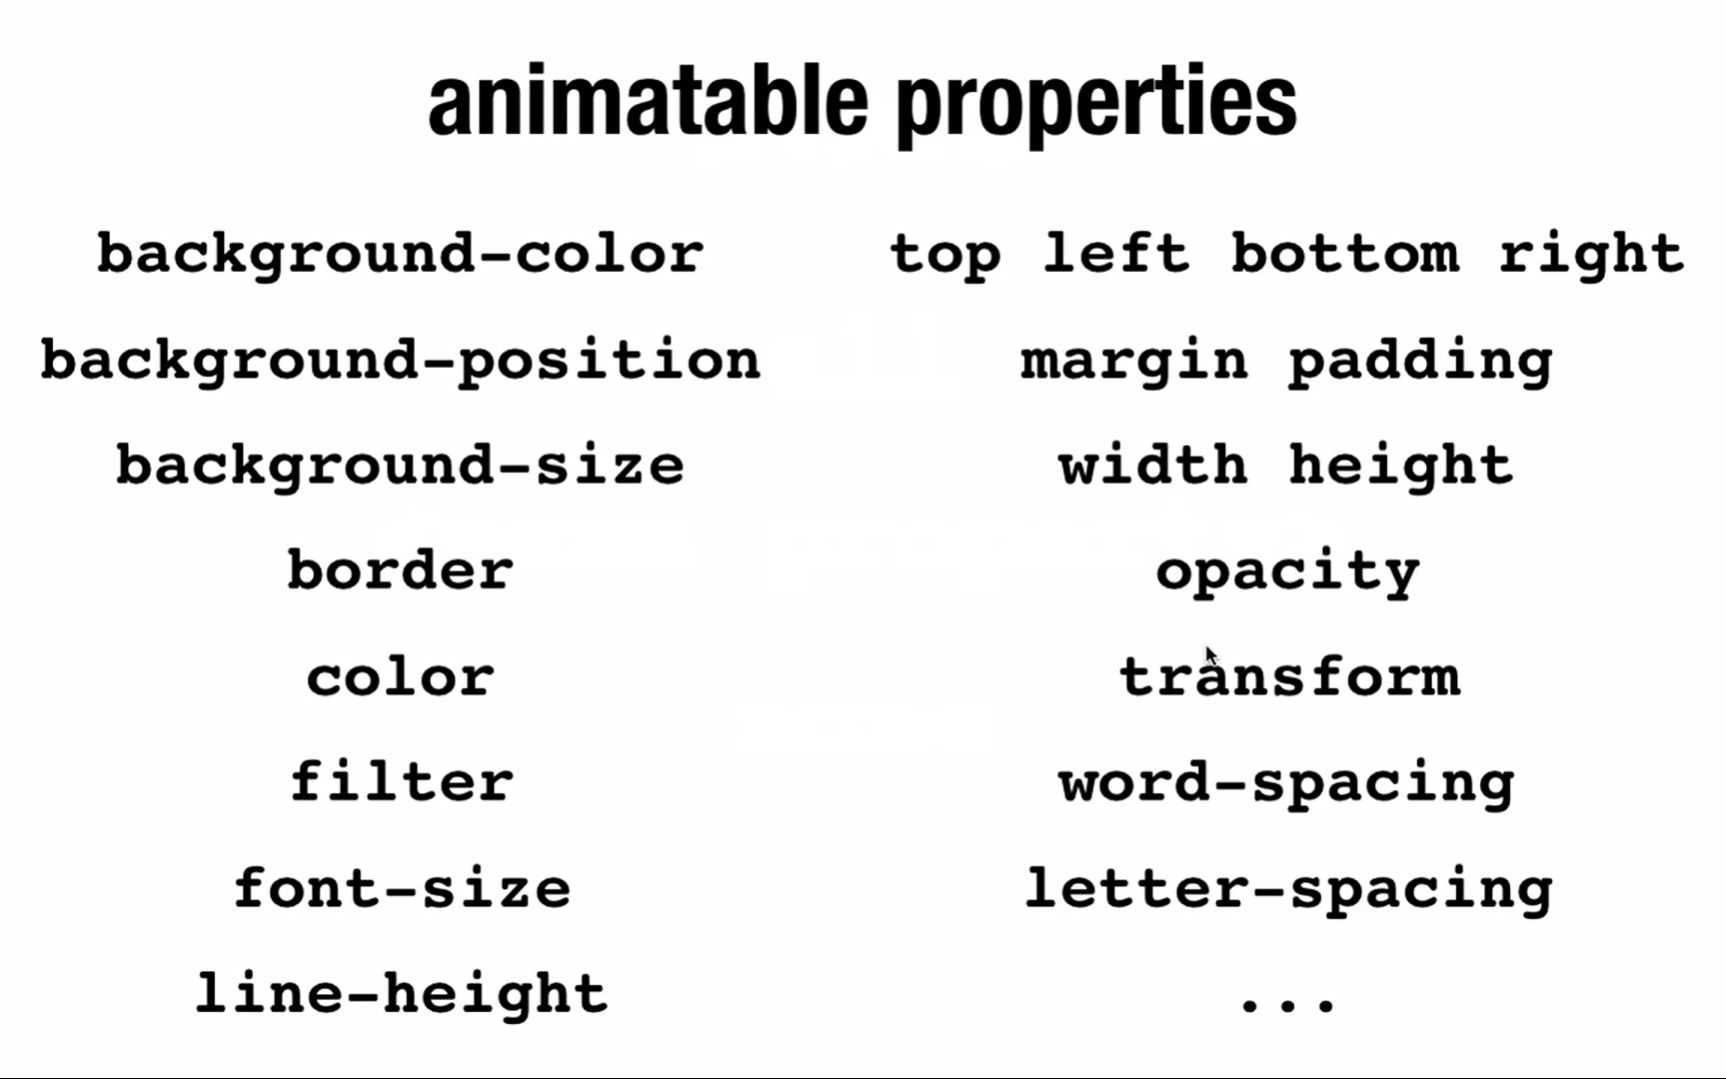 animatable properties
background-color
background-position
background-size
border
color
filter
font-size
line-height
top left bottom right
margin padding
width height
opacity
transform
word-spacing
letter-spacing
...